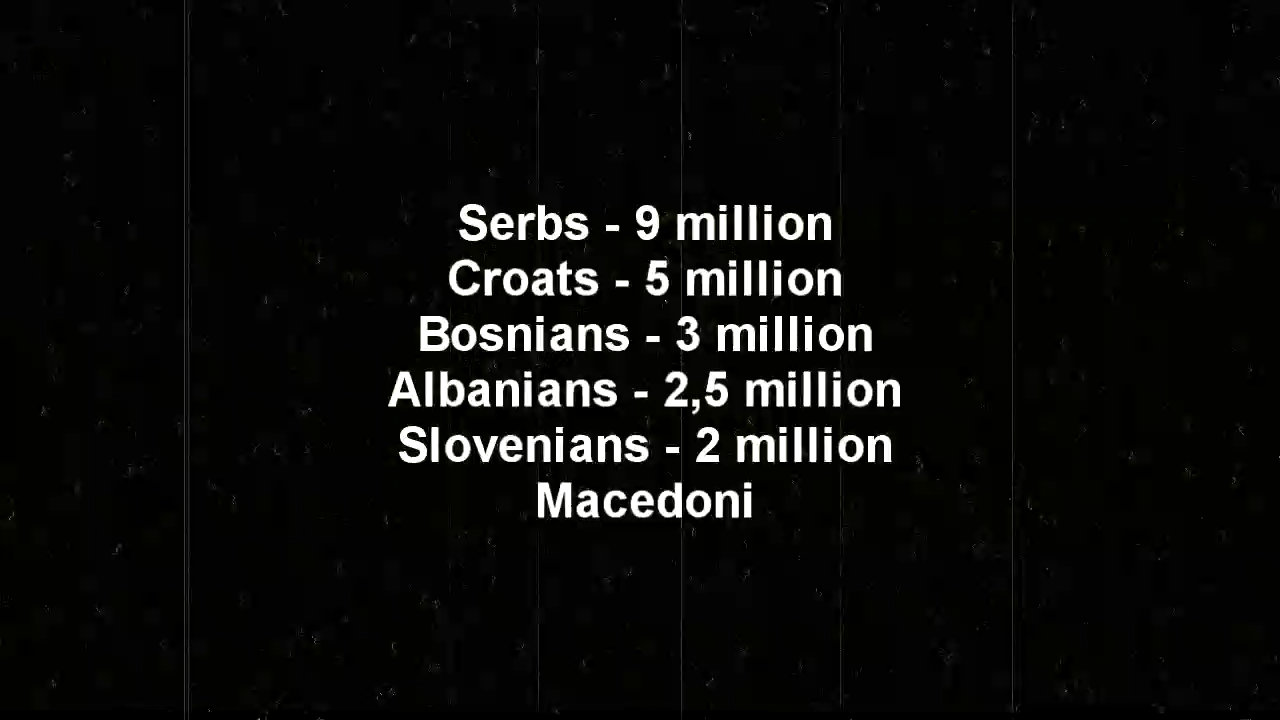 Serbs - 9 million
Croats - 5 million
Bosnians - 3 million
Albanians - 2,5 million
Slovenians - 2 million
Macedoni